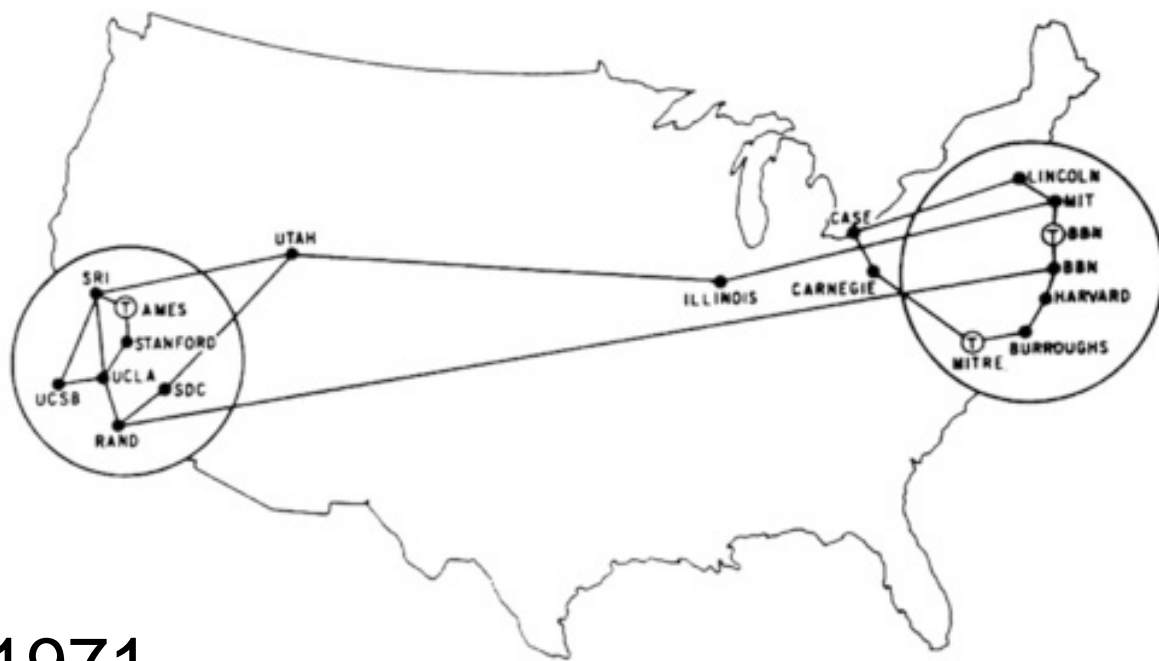 LINCOLN
MIT
CASE
T BBN
UTAH
BBN
SRI
ILLINOIS
CARNEGIE
HARVARD
T AMES
STANFORD
T
BURROUGHS
MITRE
UCLA
SDC
UCSB
RAND
1971